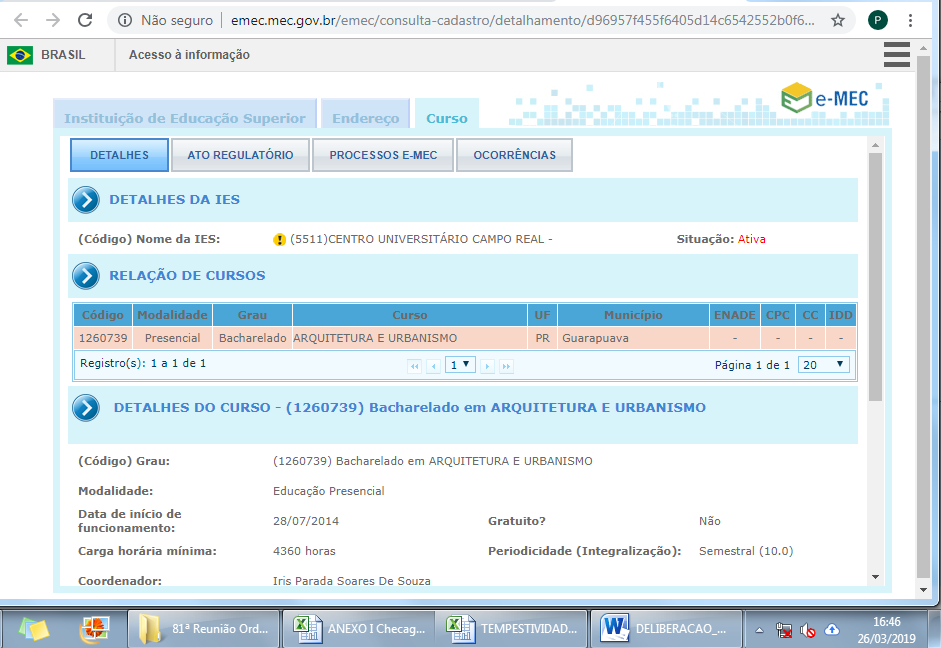 Não seguro | emec.mec.gov.br/emec/consulta-cadastro/detalhamento/d96957f455f6405d14c6542552b0f6... P
BRASIL Acesso à informação
e-MEC
Instituição de Educação Superior Endereço Curso
DETALHES ATO REGULATÓRIO PROCESSOS E-MEC OCORRÊNCIAS
DETALHES DA IES
(Código) Nome da IES: (5511)CENTRO UNIVERSITÁRIO CAMPO REAL - Situação: Ativa
RELAÇÃO DE CURSOS
Código Modalidade Grau Curso UF Município ENADE CPC CC IDD
1260739 Presencial Bacharelado ARQUITETURA E URBANISMO PR Guarapuava - - - -
Registro(s): 1 a 1 de 1 1 Página 1 de 1 20
DETALHES DO CURSO - (1260739) Bacharelado em ARQUITETURA E URBANISMO
(Código) Grau: (1260739) Bacharelado em ARQUITETURA E URBANISMO
Modalidade: Educação Presencial
Data de início de
funcionamento: 28/07/2014 Gratuito? Não
Carga horária mínima: 4360 horas Periodicidade (Integralização): Semestral (10.0)
Coordenador: Iris Parada Soares De Souza
81ª Reunião Ord... ANEXO I Checag... TEMPESTIVIDAD... DELIBERACAO_... 16:46
26/03/2019